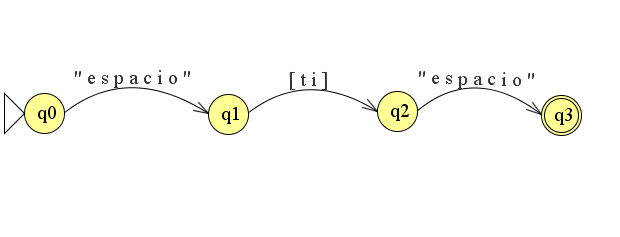 "espacio" [ti] "espacio"
q0 q1 q2 q3